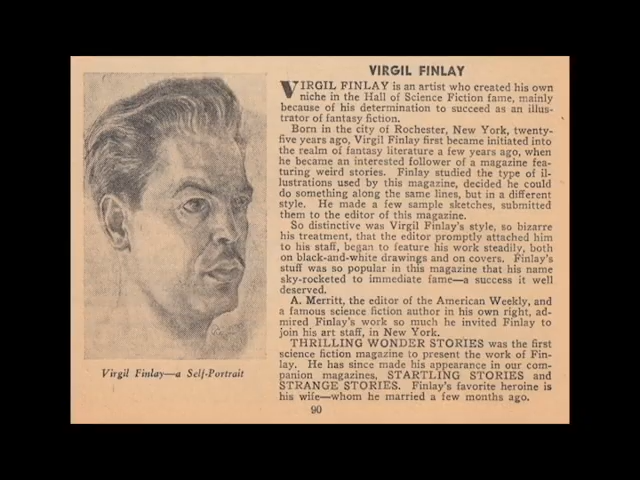 VIRGIL FINLAY
VIRGIL FINLAY is an artist who created his own
niche in the Hall of Science Fiction fame, mainly
because of his determination to succeed as an illus-
trator of fantasy fiction.
Born in the city of Rochester, New York, twenty-
five years ago, Virgil Finlay first became initiated into
the realm of fantasy literature a few years ago, when
he became an interested follower of a magazine fea-
turing weird stories. Finlay studied the type of il-
lustrations used by this magazine, decided he could
do something along the same lines, but in a different
style. He made a few sample sketches, submitted
them to the editor of this magazine.
So distinctive was Virgil Finlay's style, so bizarre
his treatment, that the editor promptly attached him
to his staff, began to feature his work steadily, both
on black-and-white drawings and on covers. Finlay's
stuff was so popular in this magazine that his name
sky-rocketed to immediate fame—a success it well
deserved.
A. Merritt, the editor of the American Weekly, and
a famous science fiction author in his own right, ad-
mired Finlay's work so much he invited Finlay to
join his art staff, in New York.
THRILLING WONDER STORIES was the first
science fiction magazine to present the work of Fin-
lay. He has since made his appearance in our com-
panion magazines, STARTLING STORIES and
STRANGE STORIES. Finlay's favorite heroine is
his wife—whom he married a few months ago.
Virgil Finlay—a Self-Portrait
90